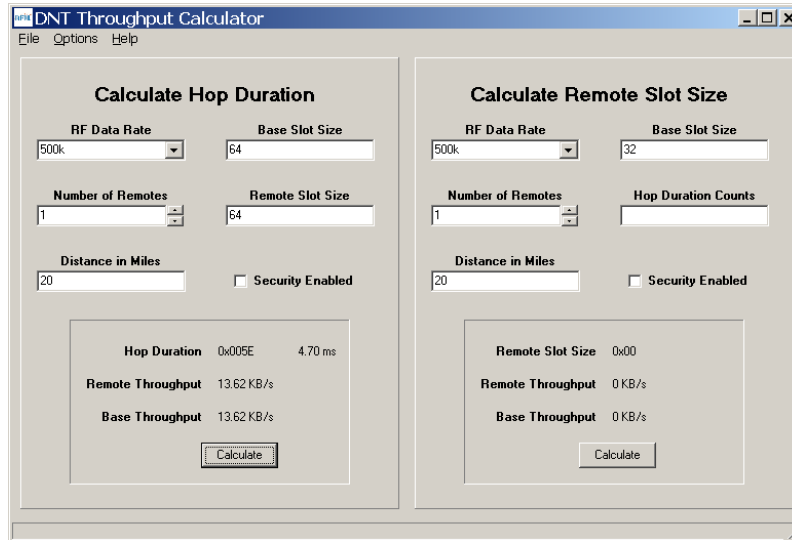 RFM DNT Throughput Calculator
File Options Help
Calculate Hop Duration
RF Data Rate Base Slot Size
500k 64
Number of Remotes Remote Slot Size
1 64
Distance in Miles
20 Security Enabled
Hop Duration 0x005E 4.70 ms
Remote Throughput 13.62 KB/s
Base Throughput 13.62 KB/s
Calculate
Calculate Remote Slot Size
RF Data Rate Base Slot Size
500k 32
Number of Remotes Hop Duration Counts
1
Distance in Miles
20 Security Enabled
Remote Slot Size 0x00
Remote Throughput 0 KB/s
Base Throughput 0 KB/s
Calculate